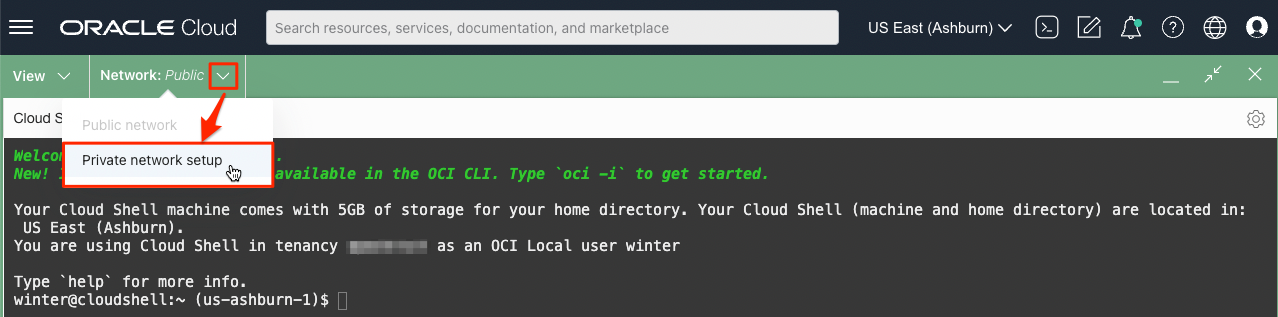 ORACLE Cloud
Search resources, services, documentation, and marketplace
US East (Ashburn)
View
Network: Public
Cloud S
Public network
Private network setup
Welcom .
New! available in the OCI CLI. Type `oci -i` to get started.
Your Cloud Shell machine comes with 5GB of storage for your home directory. Your Cloud Shell (machine and home directory) are located in:
US East (Ashburn).
You are using Cloud Shell in tenancy as an OCI Local user winter
Type `help` for more info.
winter@cloudshell:~ (us-ashburn-1)$